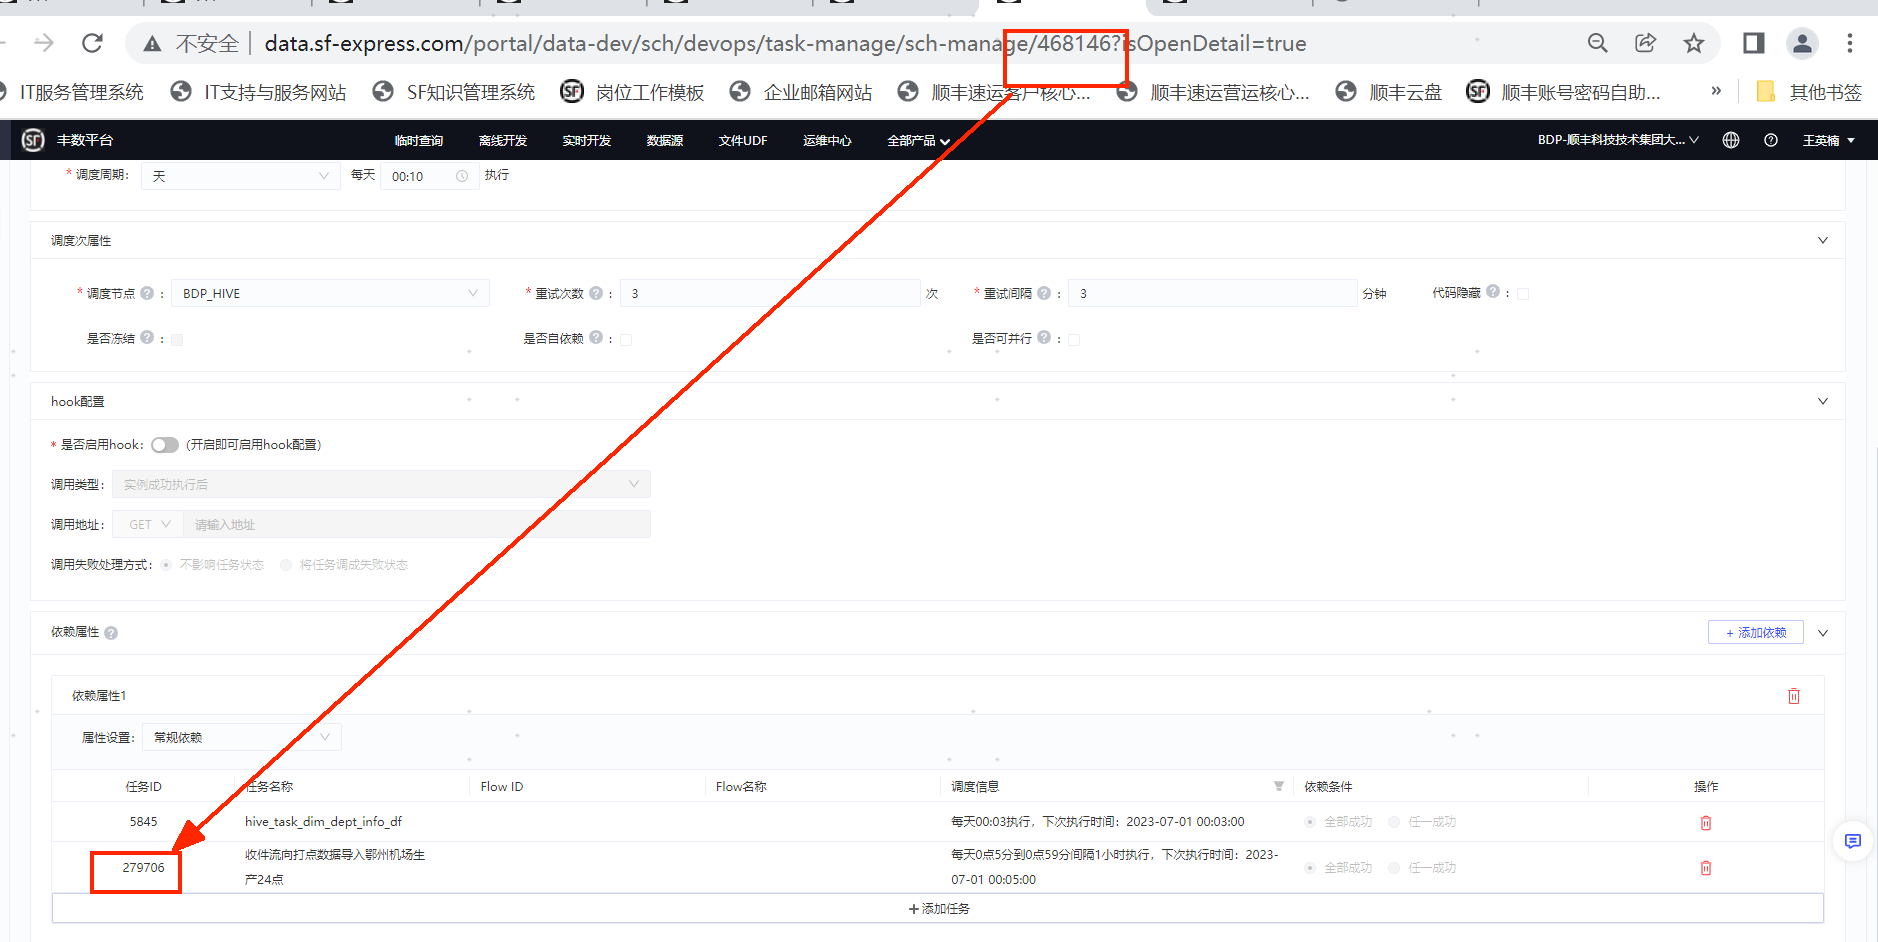 不安全 data.sf-express.com/portal/data-dev/sch/devops/task-manage/sch-manage/468146?isOpenDetail=true
IT服务管理系统 IT支持与服务网站 SF知识管理系统 岗位工作模板 企业邮箱网站 顺丰速运客户核心... 顺丰速运营运核心... 顺丰云盘 顺丰账号密码自助... » 其他书签
丰数平台 临时查询 离线开发 实时开发 数据源 文件UDF 运维中心 全部产品 BDP-顺丰科技技术集团大... 王英楠
* 调度周期: 天 每天 00:10 执行
调度次属性
* 调度节点 : BDP_HIVE * 重试次数 : 3 次 * 重试间隔 : 3 分钟 代码隐藏 :
是否冻结 : 是否自依赖 : 是否可并行 :
hook配置
* 是否启用hook: (开启即可启用hook配置)
调用类型: 实例成功执行后
调用地址: GET 请输入地址
调用失败处理方式: 不影响任务状态 将任务调成失败状态
依赖属性 + 添加依赖
依赖属性1
属性设置: 常规依赖
任务ID 任务名称 Flow ID Flow名称 调度信息 依赖条件 操作
5845 hive_task_dim_dept_info_df 每天00:03执行，下次执行时间：2023-07-01 00:03:00 全部成功 任一成功
279706 收件流向打点数据导入鄂州机场生 每天0点5分到0点59分间隔1小时执行，下次执行时间：2023- 全部成功 任一成功
产24点 07-01 00:05:00
+ 添加任务